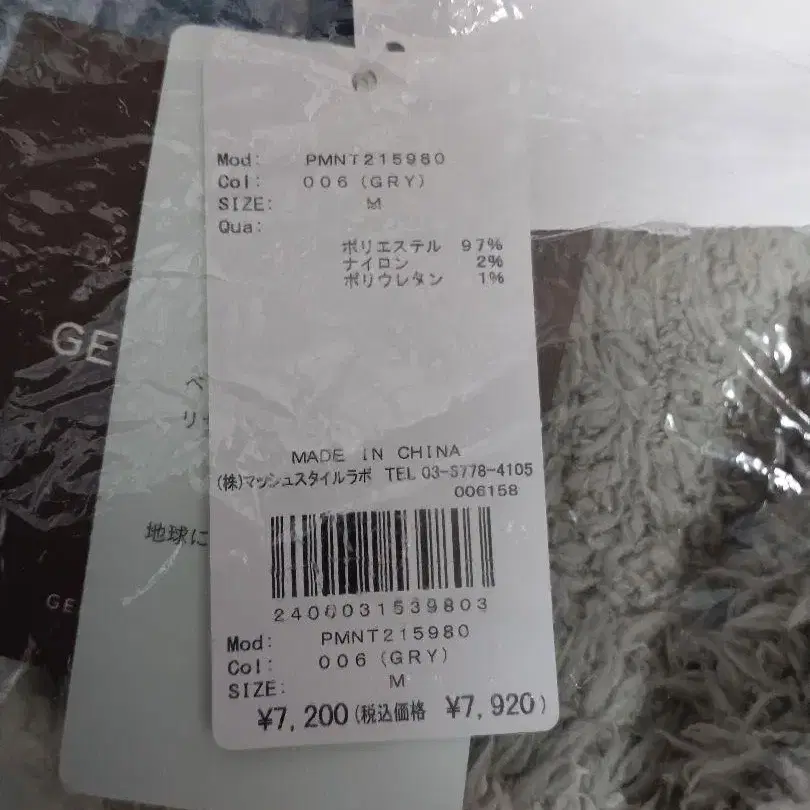 Mod: PMNT215980
Col: 006 (GRY)
SIZE: M
Qua:
ポリエステル 97%
ナイロン 2%
ポリウレタン 1%
GE
ベ
リッ
MADE IN CHINA
(株)マッシュスタイルラボ TEL 03-5778-4105
006158
地球に
2400031539803
GE
Mod: PMNT215980
Col: 006 (GRY)
SIZE: M
¥7,200 (税込価格 ¥7,920)